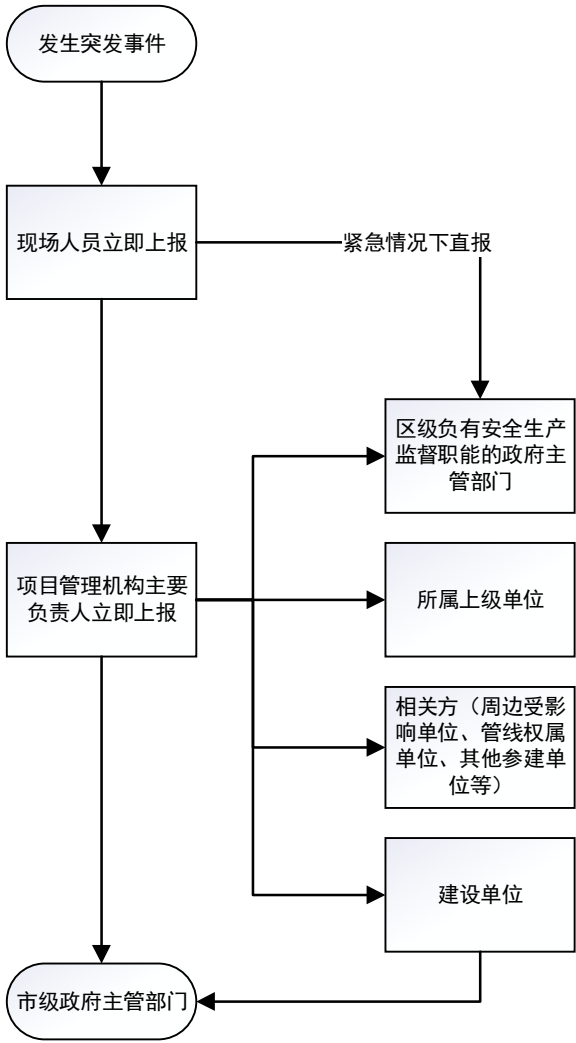 发生突发事件
现场人员立即上报
紧急情况下直报
区级负有安全生产
监督职能的政府主
管部门
项目管理机构主要
负责人立即上报
所属上级单位
相关方（周边受影
响单位、管线权属
单位、其他参建单
位等）
建设单位
市级政府主管部门